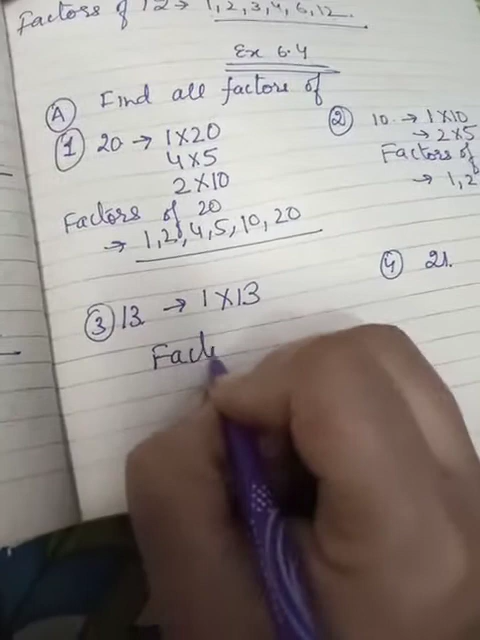 Factors of 12 → 1, 2, 3, 4, 6, 12.
Ex 6.4
(A) Find all factors of
(1) 20 → 1×20
4×5
2×10
Factors of 20
→ 1, 2, 4, 5, 10, 20
(2) 10. → 1×10
→ 2×5
Factors of
→ 1, 2
(3) 13. → 1×13
Fact
(4) 21.